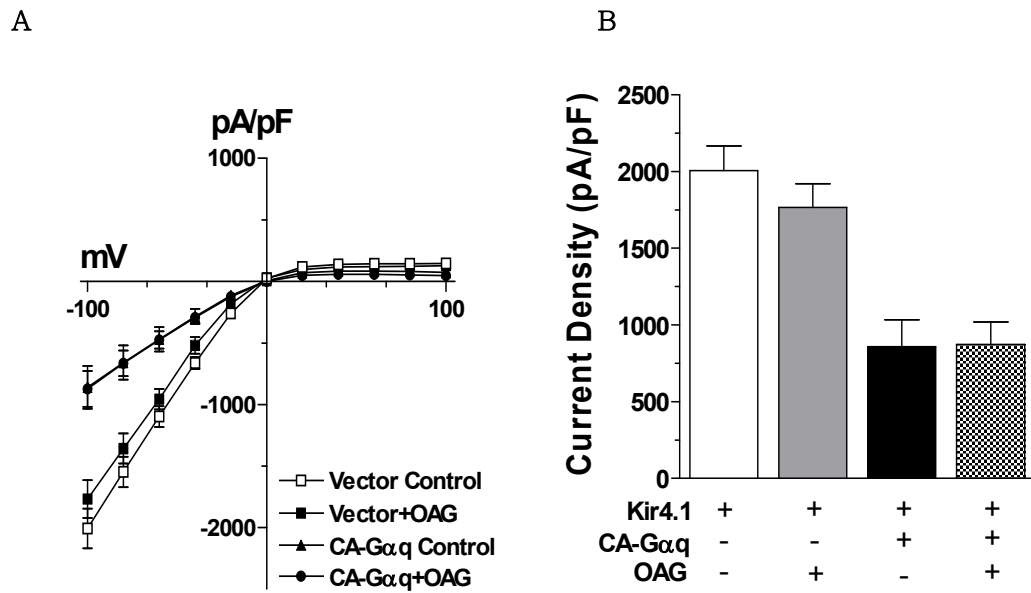 A
pA/pF
1000
mV
-100
100
-1000
-2000
Vector Control
Vector+OAG
CA-Gαq Control
CA-Gαq+OAG
B
Current Density (pA/pF)
2500
2000
1500
1000
500
0
Kir4.1 + + + +
CA-Gαq - - + +
OAG - + - +